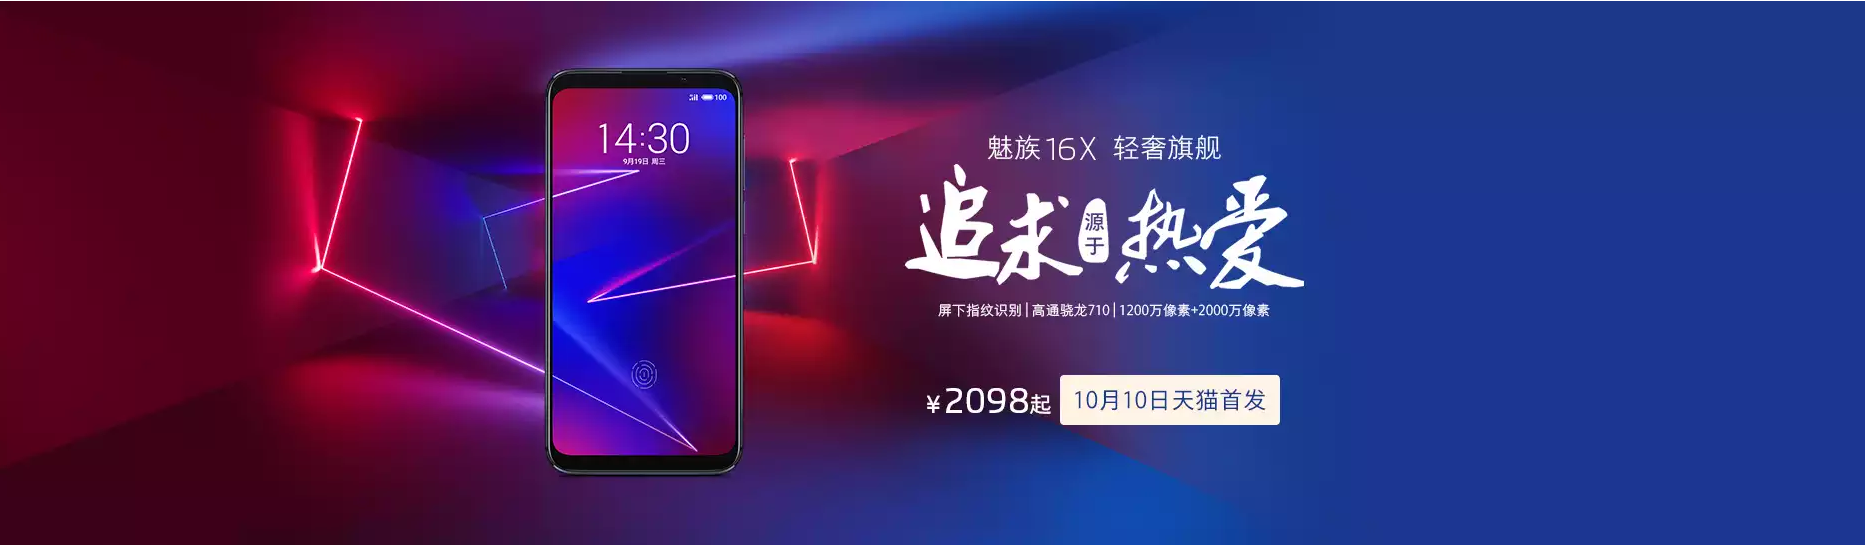 100
14:30
9月19日 周三
魅族16X 轻奢旗舰
追求源于热爱
屏下指纹识别|高通骁龙710|1200万像素+2000万像素
¥2098起
10月10日天猫首发